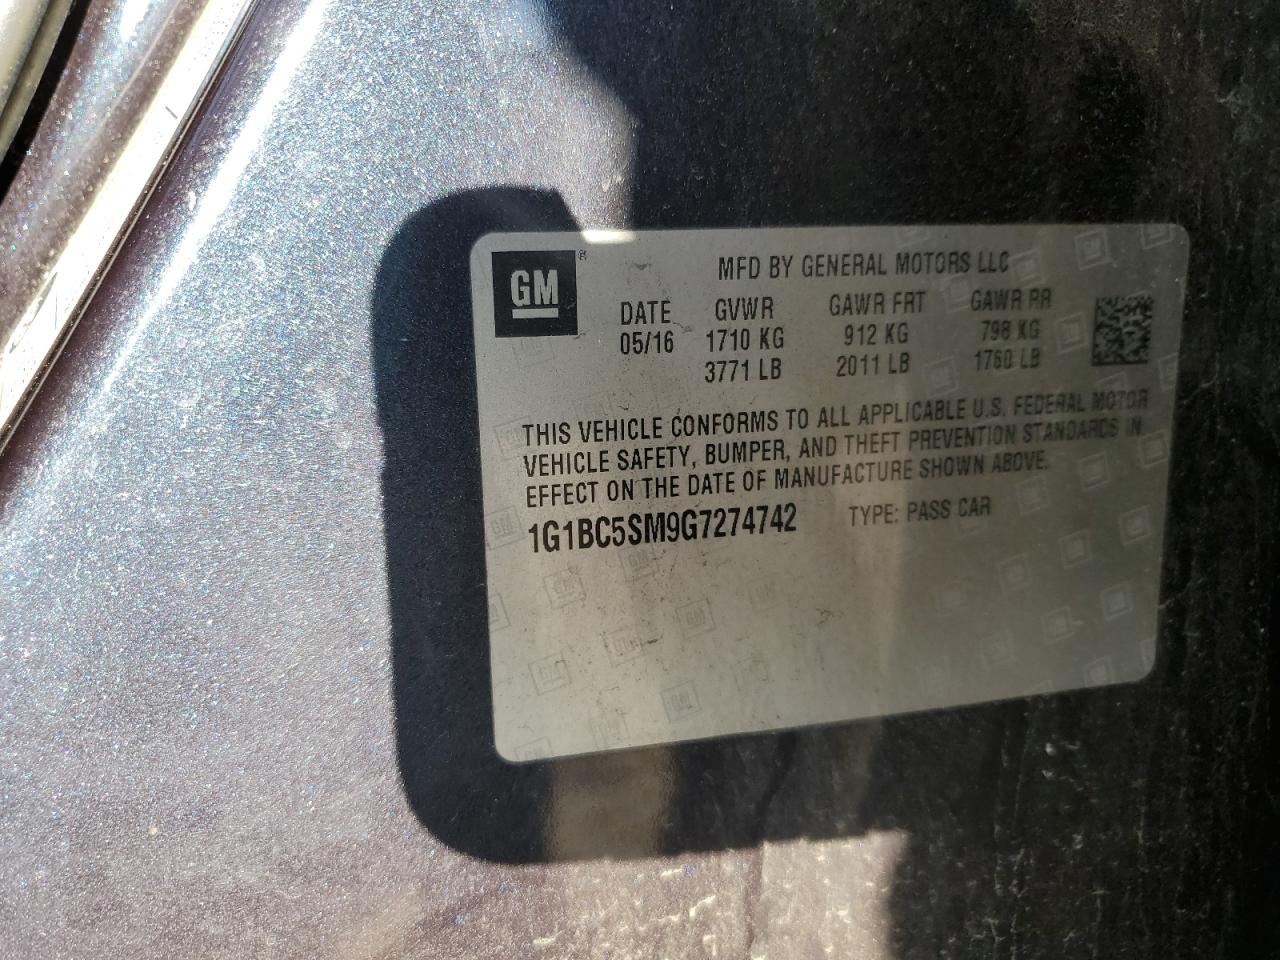 GM ®
MFD BY GENERAL MOTORS LLC
DATE GVWR GAWR FRT GAWR RR
05/16 1710 KG 912 KG 798 KG
3771 LB 2011 LB 1760 LB
THIS VEHICLE CONFORMS TO ALL APPLICABLE U.S. FEDERAL MOTOR
VEHICLE SAFETY, BUMPER, AND THEFT PREVENTION STANDARDS IN
EFFECT ON THE DATE OF MANUFACTURE SHOWN ABOVE.
1G1BC5SM9G7274742 TYPE: PASS CAR